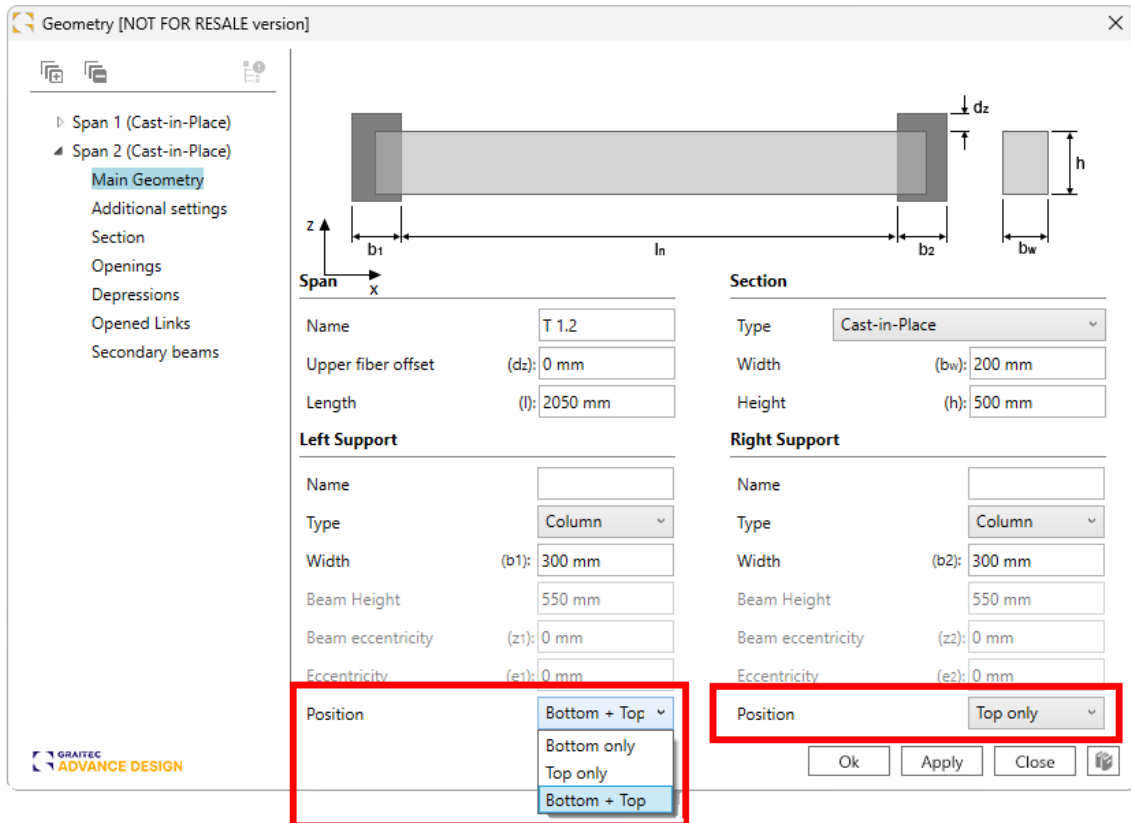 Geometry [NOT FOR RESALE version]
Span 1 (Cast-in-Place)
Span 2 (Cast-in-Place)
Main Geometry
Additional settings
Section
Openings
Depressions
Opened Links
Secondary beams
dz
h
z
b1
ln
b2
bw
x
Span
Name T 1.2
Upper fiber offset (dz): 0 mm
Length (l): 2050 mm
Section
Type Cast-in-Place
Width (bw): 200 mm
Height (h): 500 mm
Left Support
Name
Type Column
Width (b1): 300 mm
Beam Height 550 mm
Beam eccentricity (z1): 0 mm
Eccentricity (e1): 0 mm
Position Bottom + Top
Bottom only
Top only
Bottom + Top
Right Support
Name
Type Column
Width (b2): 300 mm
Beam Height 550 mm
Beam eccentricity (z2): 0 mm
Eccentricity (e2): 0 mm
Position Top only
GRAITEC
ADVANCE DESIGN
Ok Apply Close